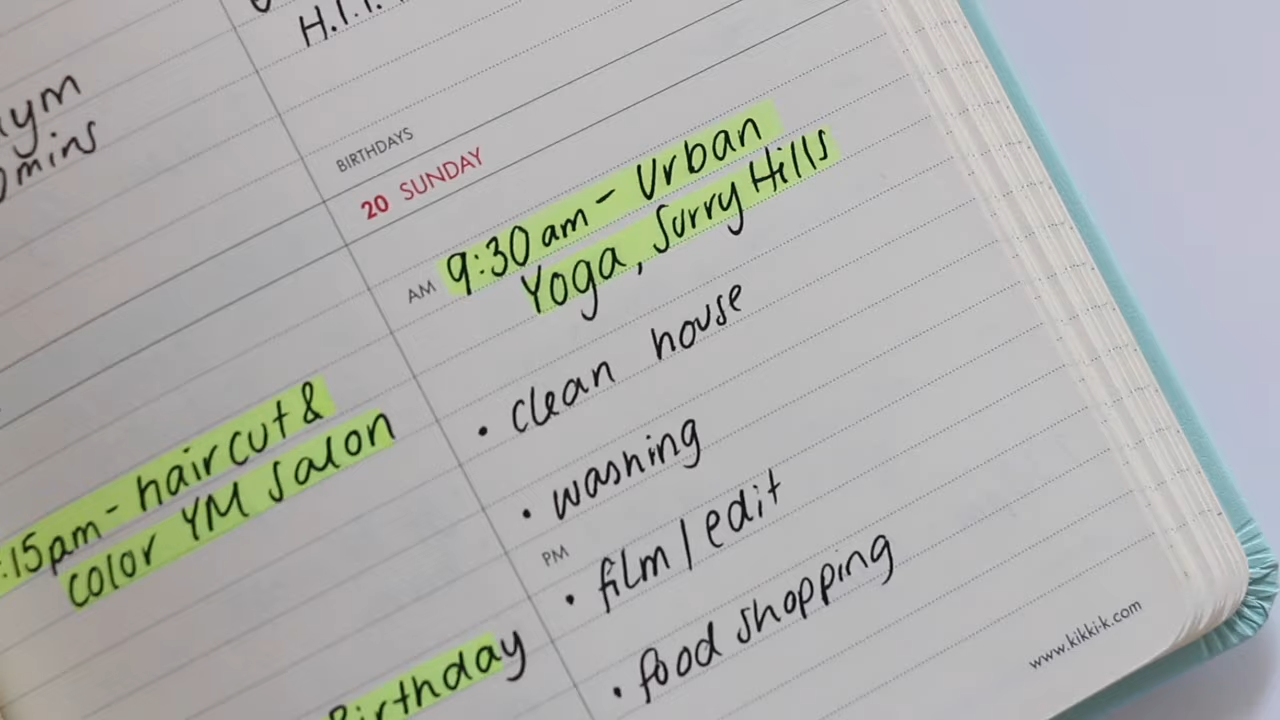 H.I.I.
gym
mins
BIRTHDAYS
20 SUNDAY
AM 9:30 am - Urban
Yoga, Surry Hills
• clean house
• washing
PM
• film / edit
• food shopping
:15pm - haircut &
color YM Salon
Birthday
www.kikki-k.com